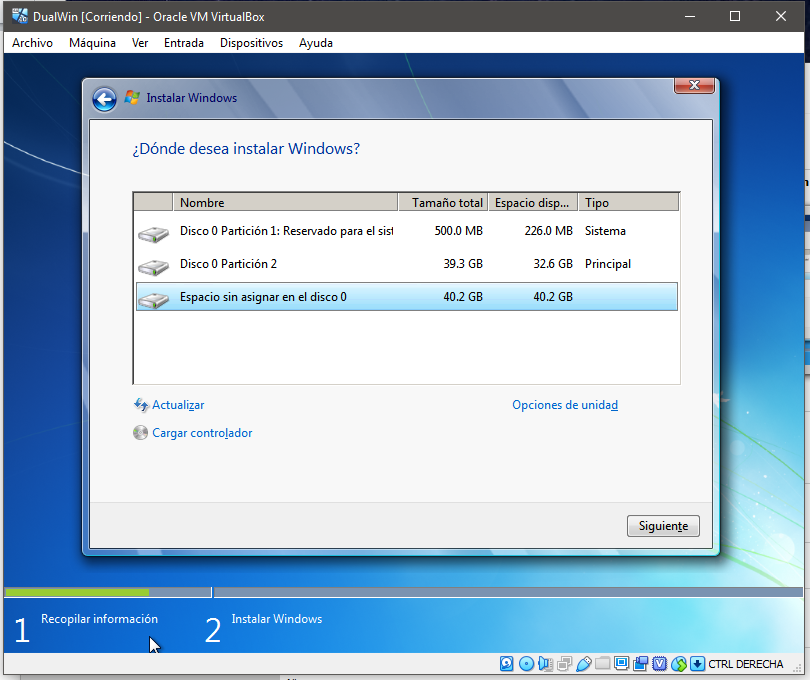 DualWin [Corriendo] - Oracle VM VirtualBox
Archivo Máquina Ver Entrada Dispositivos Ayuda
Instalar Windows
¿Dónde desea instalar Windows?
Nombre Tamaño total Espacio disp... Tipo
Disco 0 Partición 1: Reservado para el sist 500.0 MB 226.0 MB Sistema
Disco 0 Partición 2 39.3 GB 32.6 GB Principal
Espacio sin asignar en el disco 0 40.2 GB 40.2 GB
Actualizar Opciones de unidad
Cargar controlador
Siguiente
1 Recopilar información 2 Instalar Windows
CTRL DERECHA